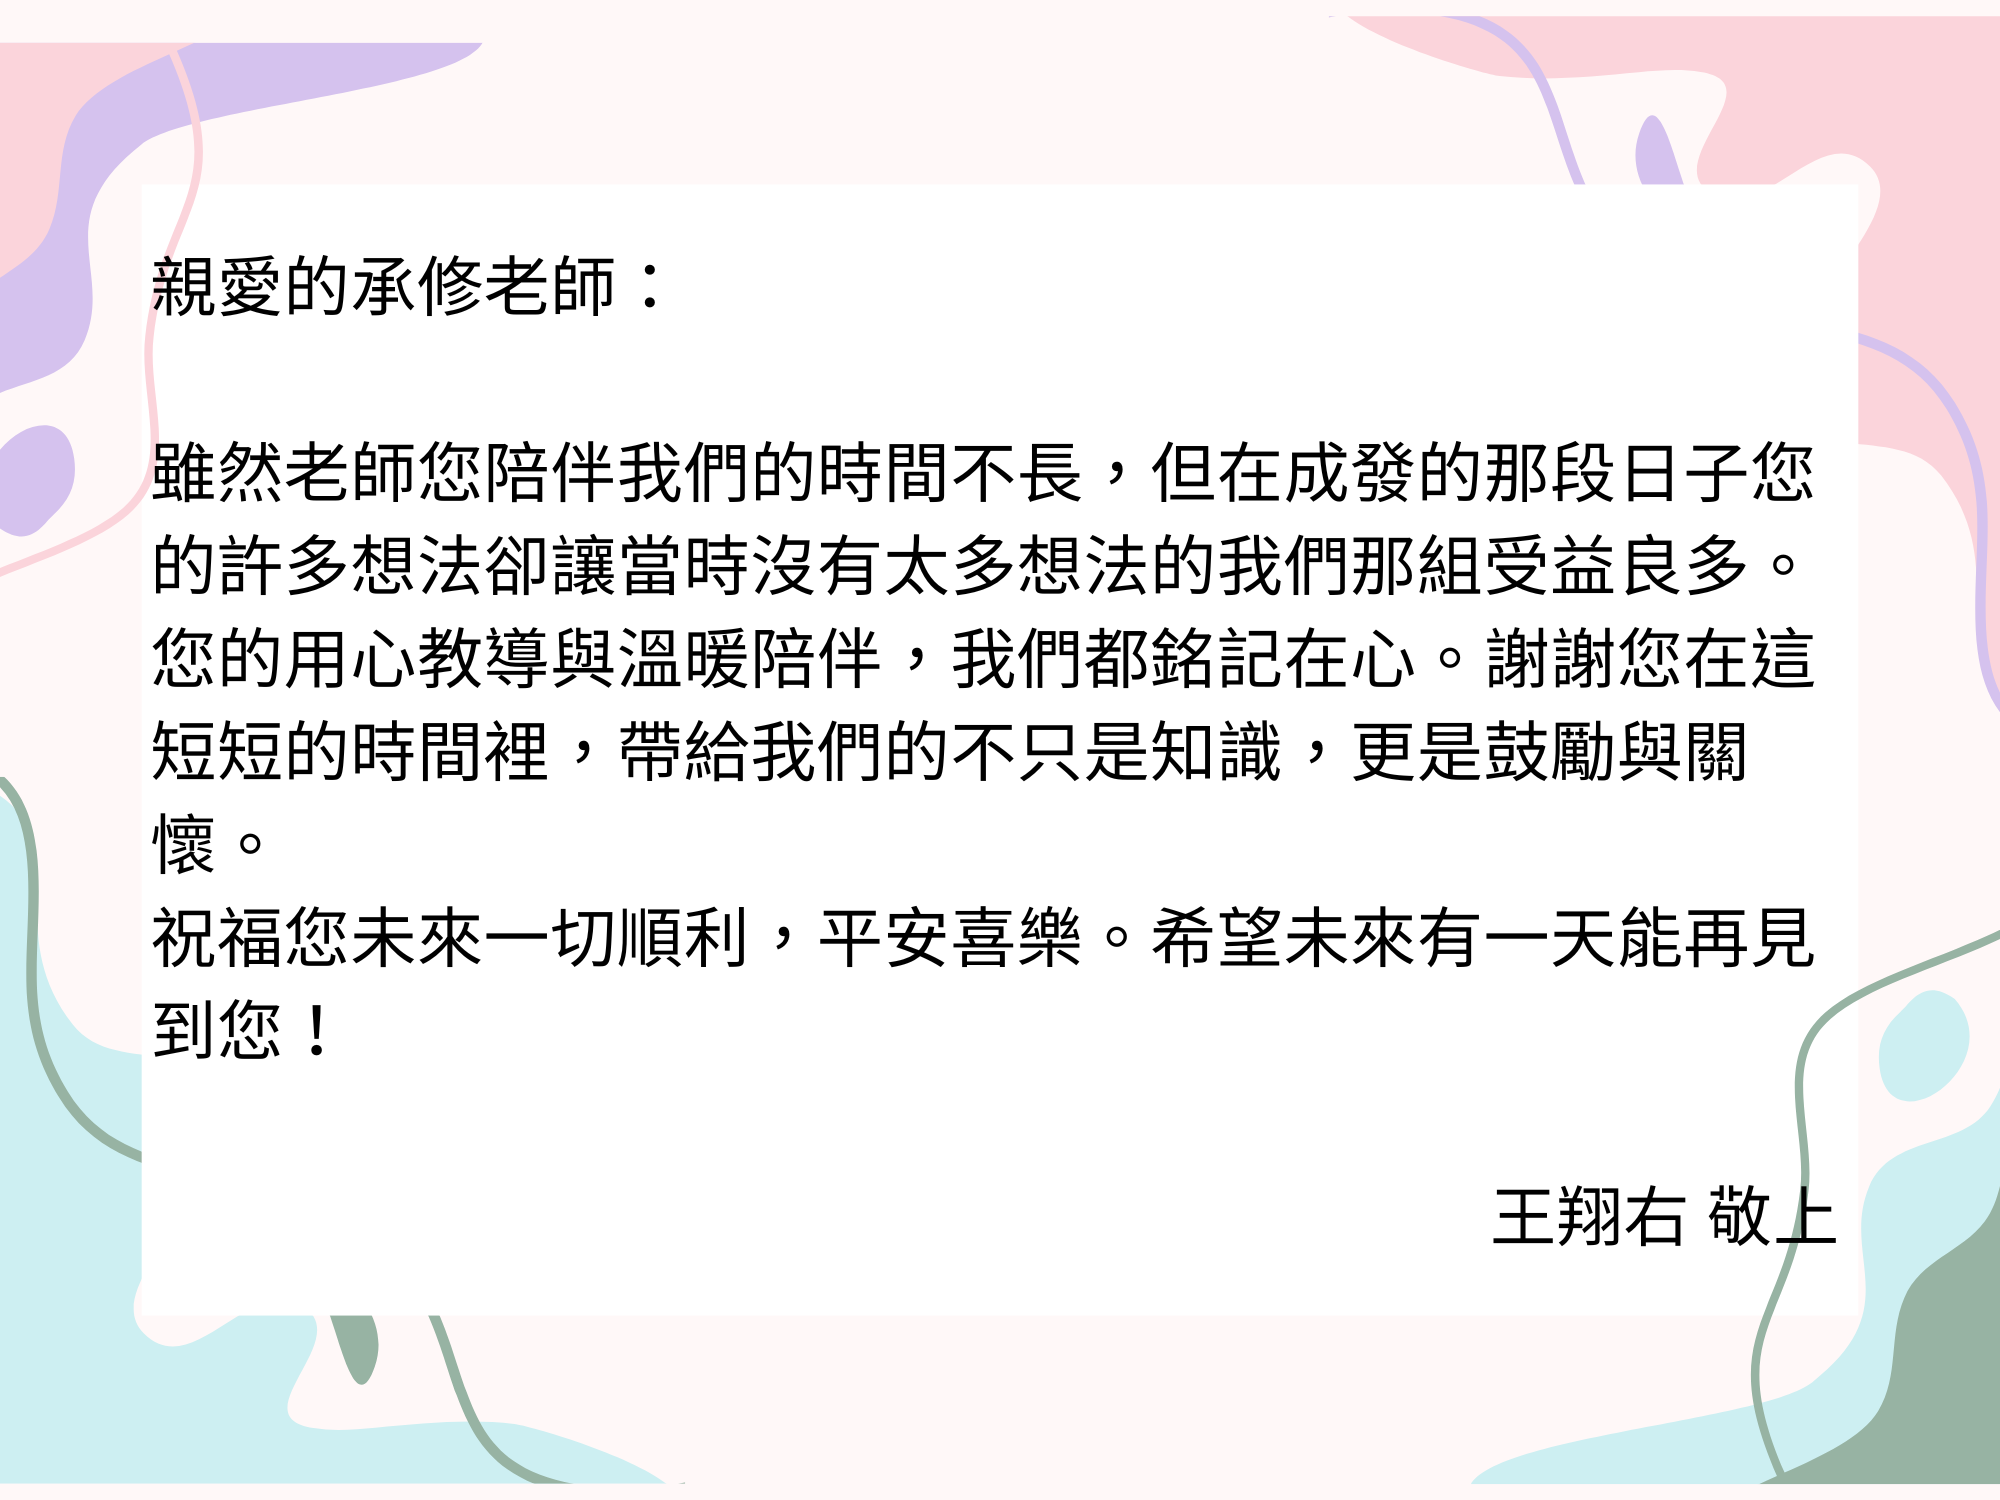 親愛的承修老師：
雖然老師您陪伴我們的時間不長，但在成發的那段日子您
的許多想法卻讓當時沒有太多想法的我們那組受益良多。
您的用心教導與溫暖陪伴，我們都銘記在心。謝謝您在這
短短的時間裡，帶給我們的不只是知識，更是鼓勵與關
懷。
祝福您未來一切順利，平安喜樂。希望未來有一天能再見
到您！
王翔右 敬上